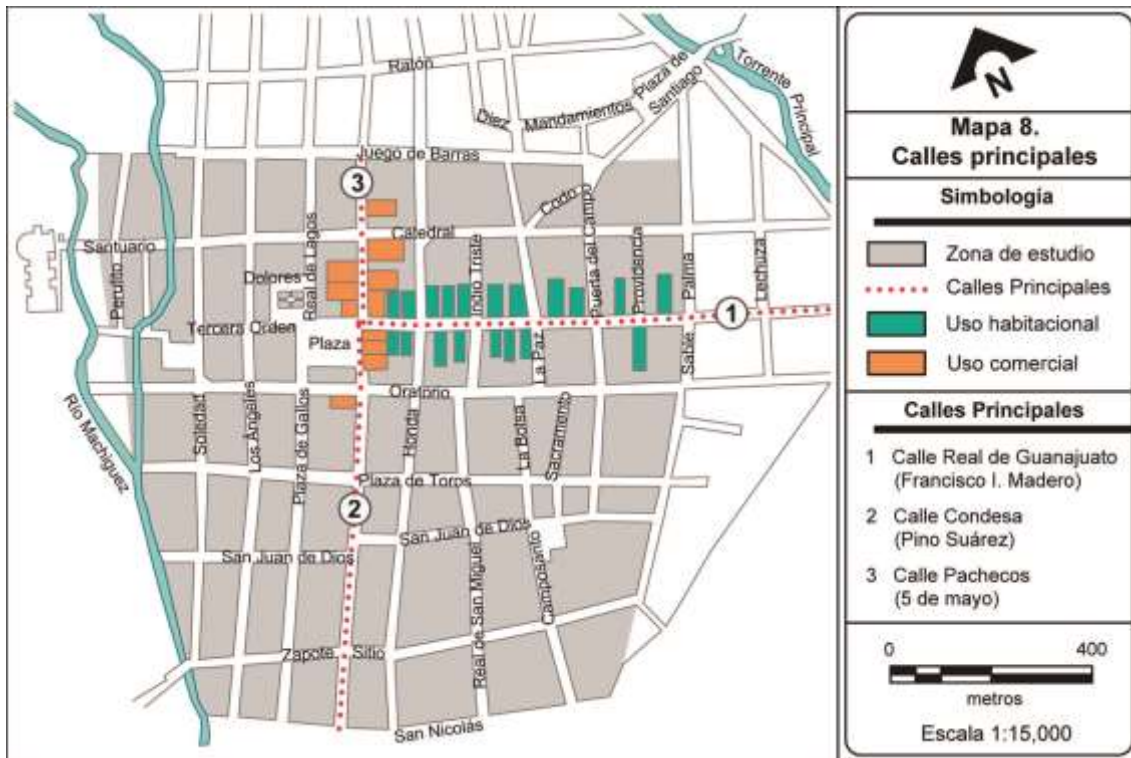 Ratón
Diez
Mandamientos
Plaza de
Santiago
Torrente
Principal
Juego de Barras
3
Codo
Catedral
Santuario
Perulito
Dolores
Real de Lagos
Indio Triste
Puerta del Campo
Providencia
Palma
Lechuza
Tercera Orden
Plaza
1
La Paz
Sable
Oratorio
Río Machiguez
Soledad
Los Ángales
Plaza de Gallos
Honda
La Bolsa
Sacramento
Plaza de Toros
2
San Juan de Dios
San Juan de Dios
Real de San Miguel
Camposanto
Zapote
Sitio
San Nicolás
N
Mapa 8.
Calles principales
Simbología
Zona de estudio
Calles Principales
Uso habitacional
Uso comercial
Calles Principales
1 Calle Real de Guanajuato
(Francisco I. Madero)
2 Calle Condesa
(Pino Suárez)
3 Calle Pachecos
(5 de mayo)
0 400
metros
Escala 1:15,000